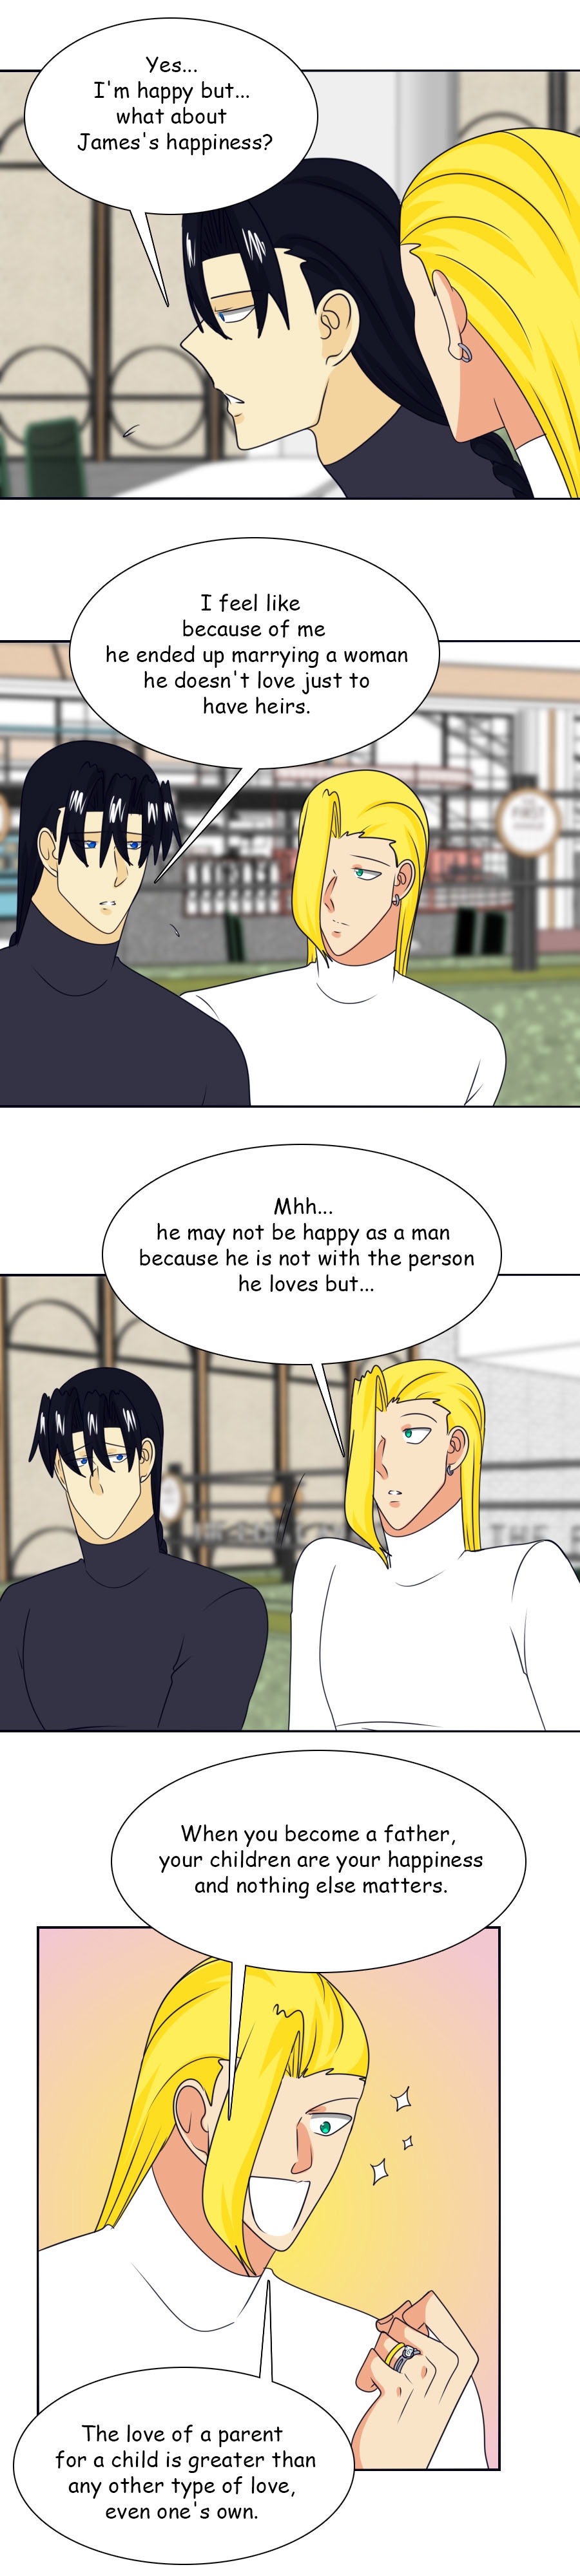 Yes...
I'm happy but...
what about
James's happiness?
I feel like
because of me
he ended up marrying a woman
he doesn't love just to
have heirs.
FIRST
Mhh...
he may not be happy as a man
because he is not with the person
he loves but...
THE
When you become a father,
your children are your happiness
and nothing else matters.
The love of a parent
for a child is greater than
any other type of love,
even one's own.